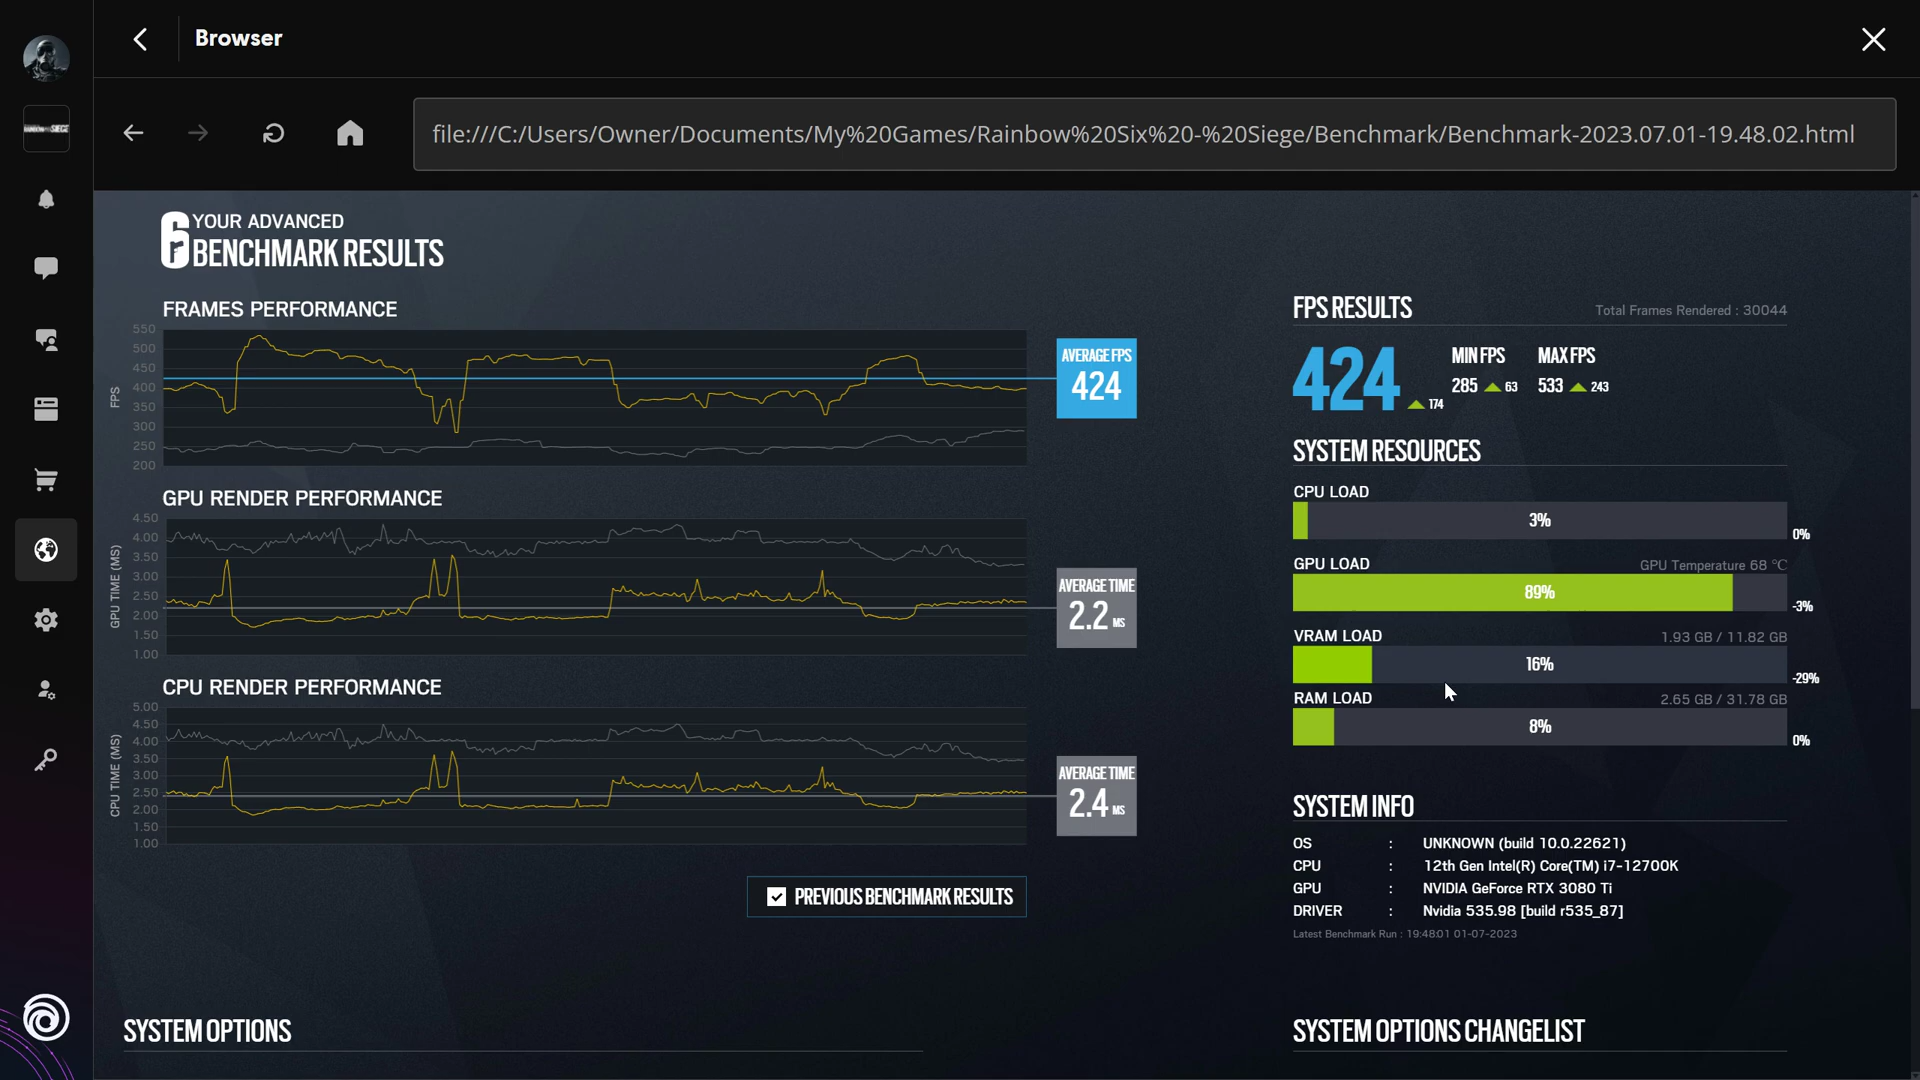 Browser
file:///C:/Users/Owner/Documents/My%20Games/Rainbow%20Six%20-%20Siege/Benchmark/Benchmark-2023.07.01-19.48.02.html
YOUR ADVANCED
BENCHMARK RESULTS
FRAMES PERFORMANCE
FPS
550
500
450
400
350
300
250
200
AVERAGE FPS
424
GPU RENDER PERFORMANCE
GPU TIME (MS)
4.50
4.00
3.50
3.00
2.50
2.00
1.50
1.00
AVERAGE TIME
2.2 MS
CPU RENDER PERFORMANCE
CPU TIME (MS)
5.00
4.50
4.00
3.50
3.00
2.50
2.00
1.50
1.00
AVERAGE TIME
2.4 MS
PREVIOUS BENCHMARK RESULTS
FPS RESULTS
Total Frames Rendered : 30044
424 174
MIN FPS MAX FPS
285 63 533 243
SYSTEM RESOURCES
CPU LOAD
3% 0%
GPU LOAD GPU Temperature 68 °C
89% -3%
VRAM LOAD 1.93 GB / 11.82 GB
16% -29%
RAM LOAD 2.65 GB / 31.78 GB
8% 0%
SYSTEM INFO
OS : UNKNOWN (build 10.0.22621)
CPU : 12th Gen Intel(R) Core(TM) i7-12700K
GPU : NVIDIA GeForce RTX 3080 Ti
DRIVER : Nvidia 535.98 [build r535_87]
Latest Benchmark Run : 19:48:01 01-07-2023
SYSTEM OPTIONS
SYSTEM OPTIONS CHANGELIST